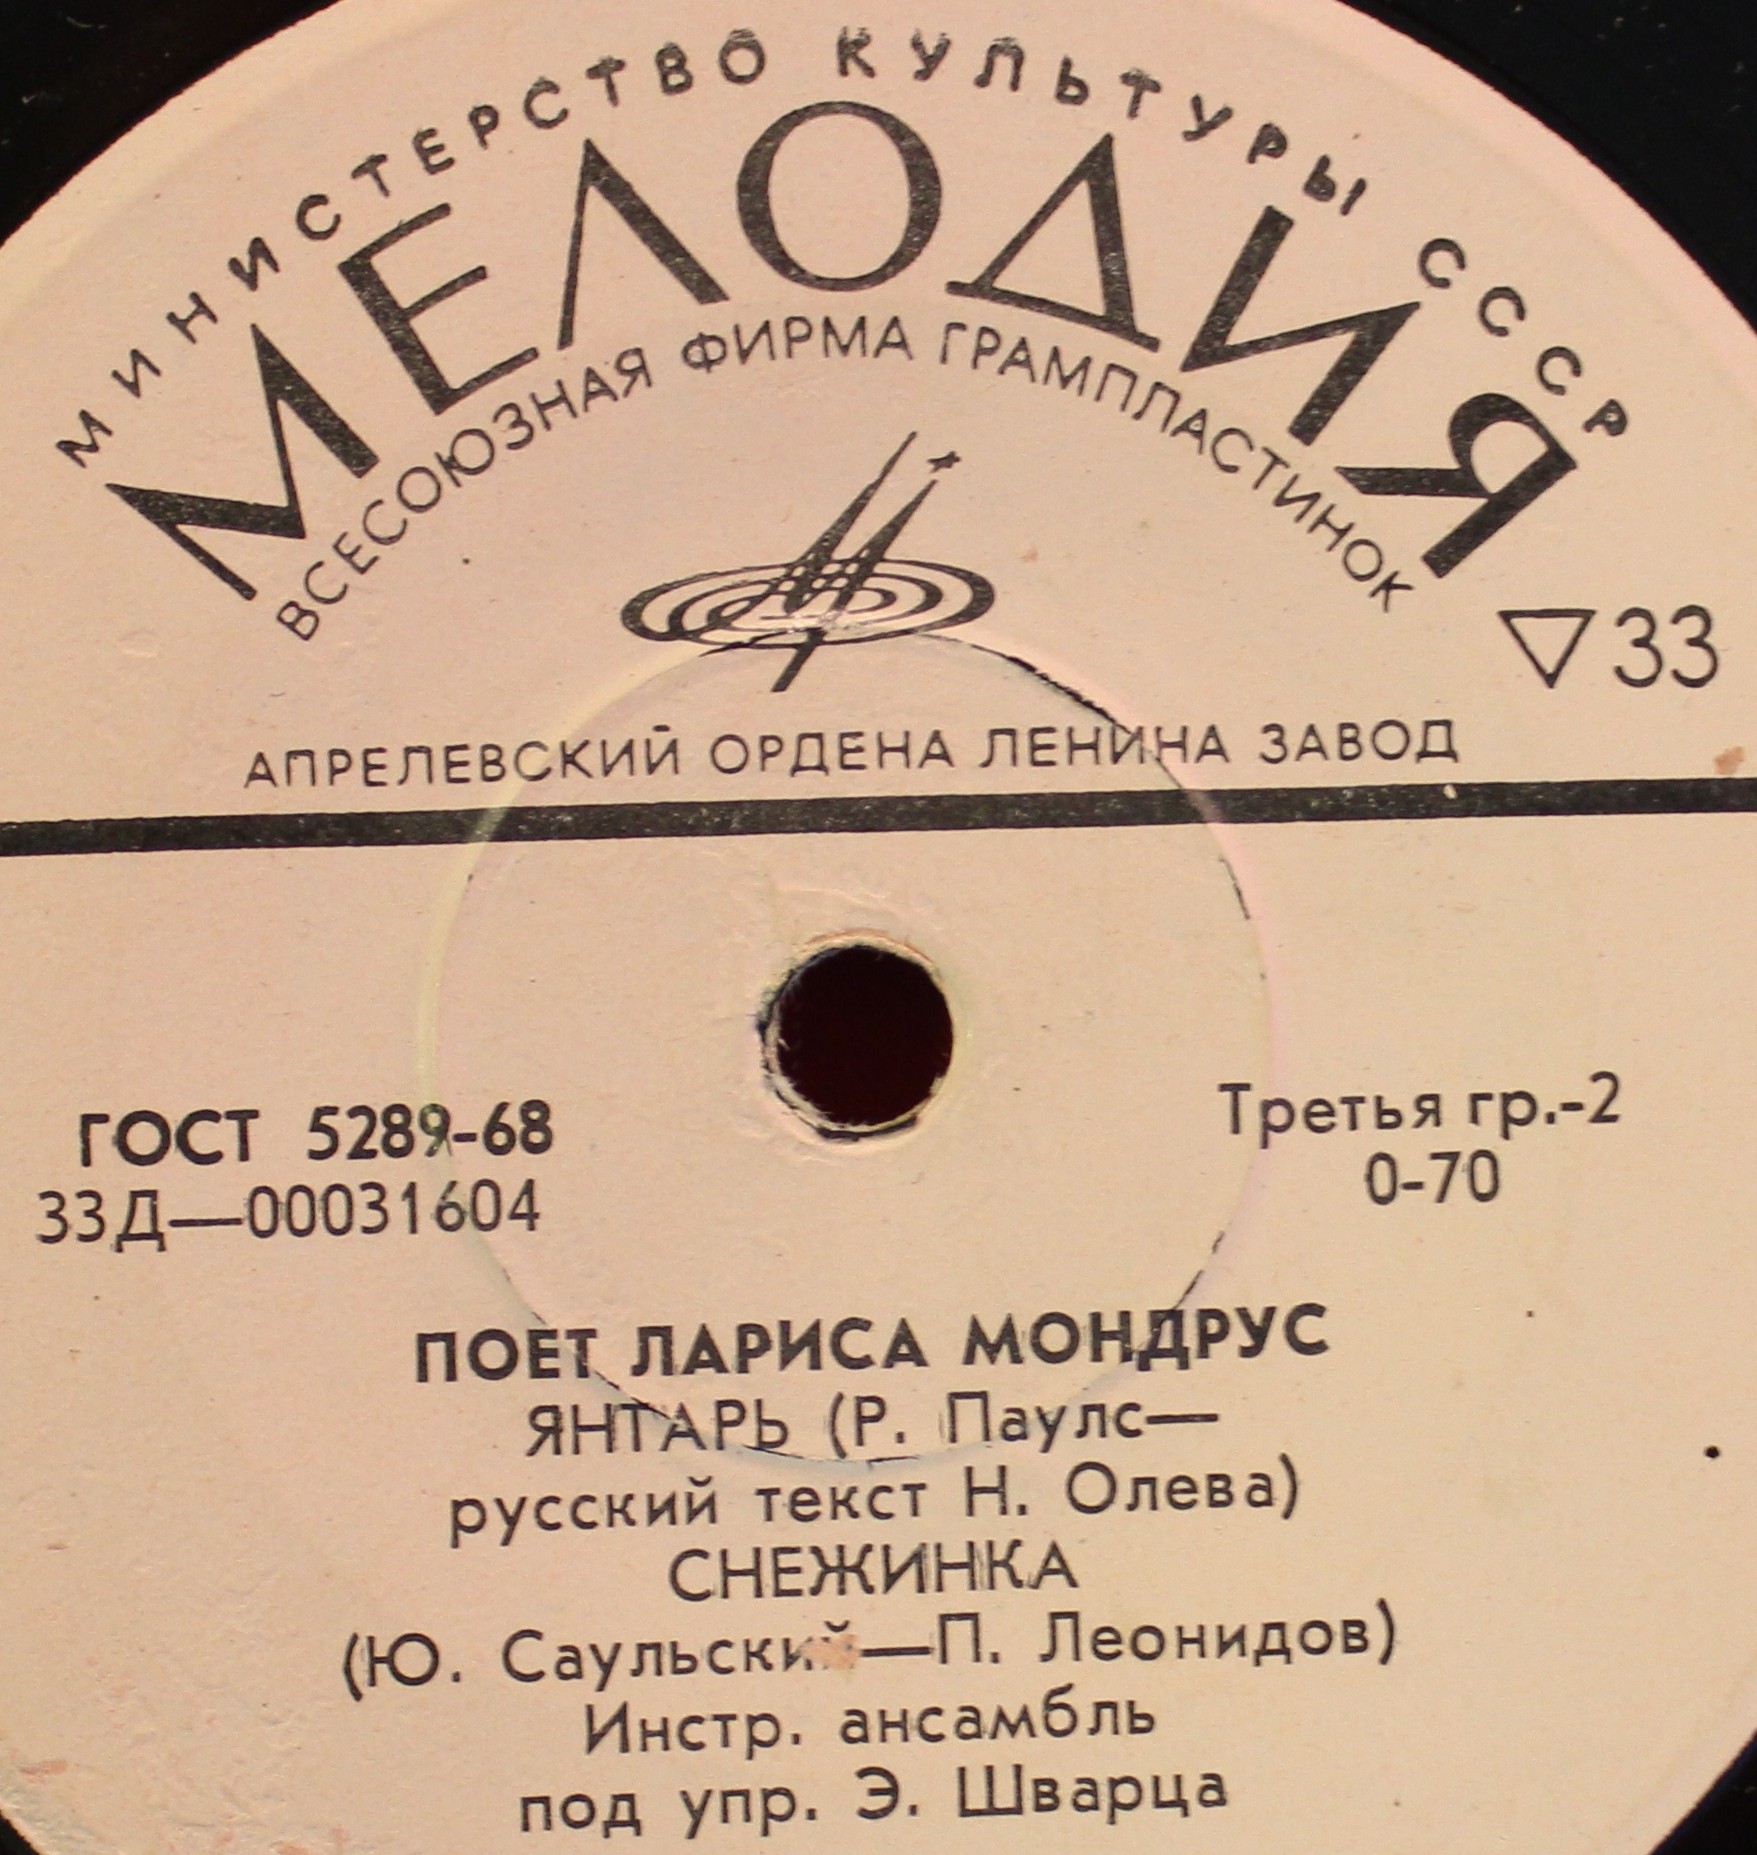 МИНИСТЕРСТВО КУЛЬТУРЫ СССР
МЕЛОДИЯ
ВСЕСОЮЗНАЯ ФИРМА ГРАМПЛАСТИНОК
▽33
АПРЕЛЕВСКИЙ ОРДЕНА ЛЕНИНА ЗАВОД
ГОСТ 5289-68
33Д—00031604
Третья гр.-2
0-70
ПОЕТ ЛАРИСА МОНДРУС
ЯНТАРЬ (Р. Паулс—
русский текст Н. Олева)
СНЕЖИНКА
(Ю. Саульский—П. Леонидов)
Инстр. ансамбль
под упр. Э. Шварца